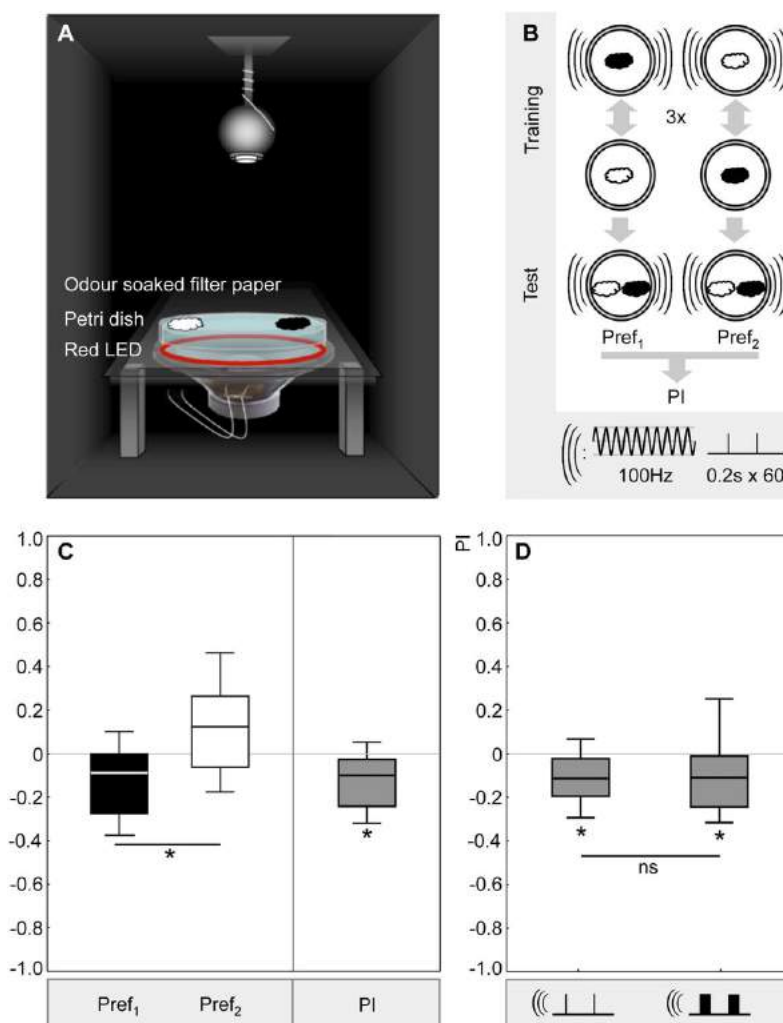 A
Odour soaked filter paper
Petri dish
Red LED
B
Training
3x
Test
Pref1 Pref2
PI
:
100Hz 0.2s x 60
C
1.0
0.8
0.6
0.4
0.2
0
-0.2
-0.4
-0.6
-0.8
-1.0
*
*
Pref1 Pref2 PI
D
PI
1.0
0.8
0.6
0.4
0.2
0
-0.2
-0.4
-0.6
-0.8
-1.0
* *
ns